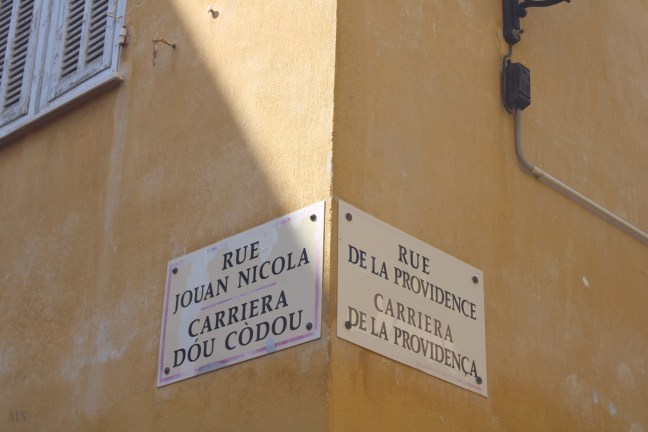 RUE
JOUAN NICOLA
CARRIERA
DÓU CÒDOU
RUE
DE LA PROVIDENCE
CARRIERA
DE LA PROVIDENÇA